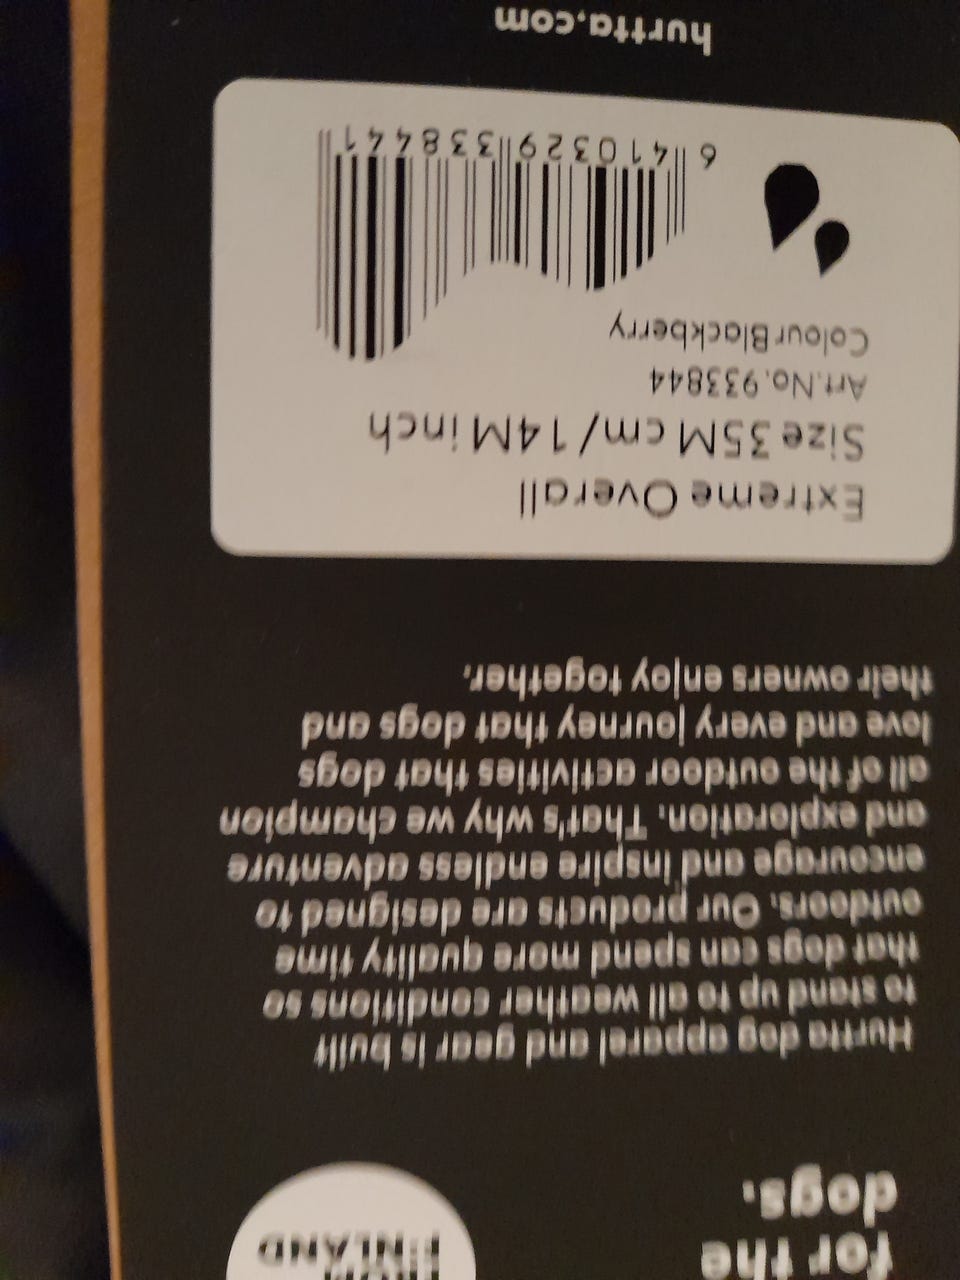 for the
dogs.
FINLAND
Hurtta dog apparel and gear is built
to stand up to all weather conditions so
that dogs can spend more quality time
outdoors. Our products are designed to
encourage and inspire endless adventure
and exploration. That's why we champion
all of the outdoor activities that dogs
love and every journey that dogs and
their owners enjoy together.
Extreme Overall
Size 35M cm/14M inch
Art.No.933844
Colour Blackberry
6 410329 338441
hurtta.com